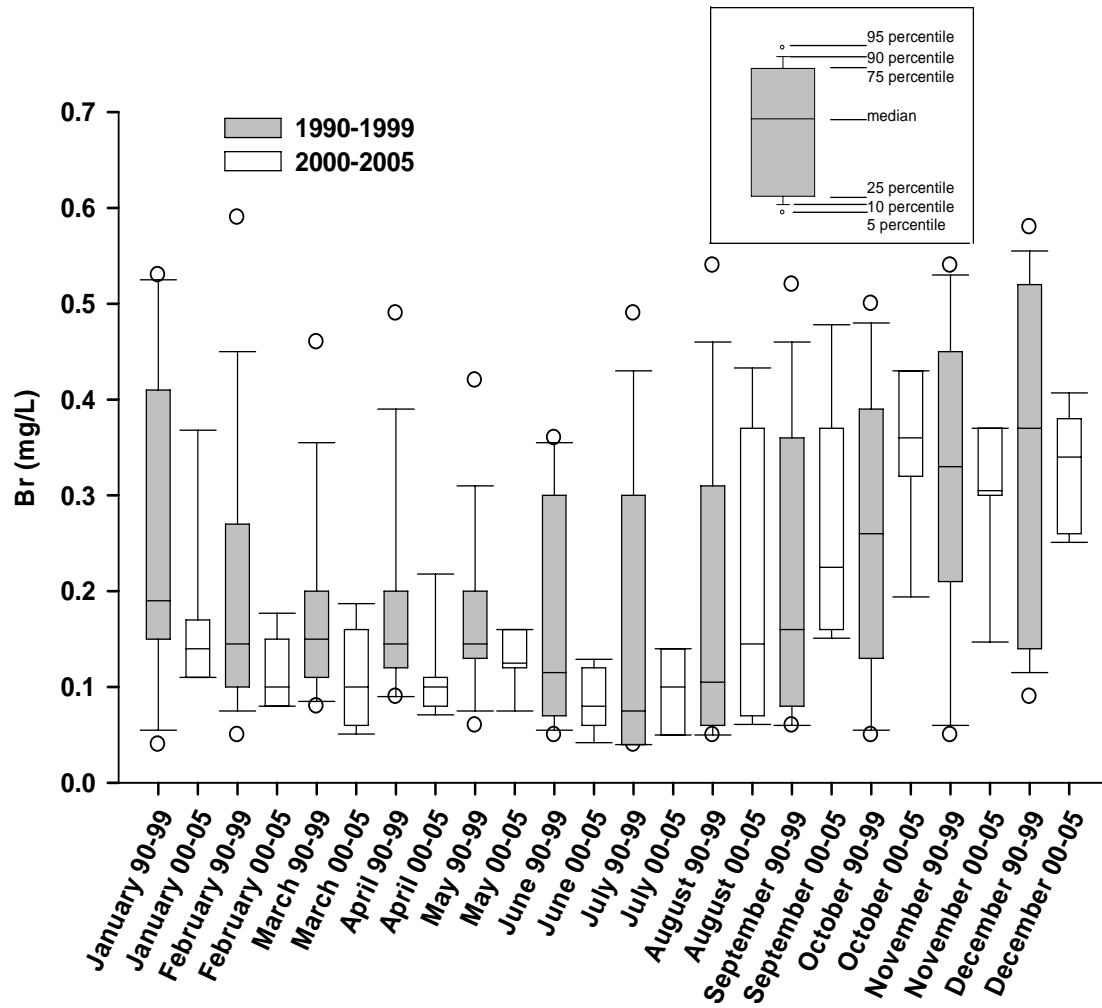 95 percentile
90 percentile
75 percentile
median
25 percentile
10 percentile
5 percentile
1990-1999
2000-2005
Br (mg/L)
0.7
0.6
0.5
0.4
0.3
0.2
0.1
0.0
January 90-99
January 00-05
February 90-99
February 00-05
March 90-99
March 00-05
April 90-99
April 00-05
May 90-99
May 00-05
June 90-99
June 00-05
July 90-99
July 00-05
August 90-99
August 00-05
September 90-99
September 00-05
October 90-99
October 00-05
November 90-99
November 00-05
December 90-99
December 00-05